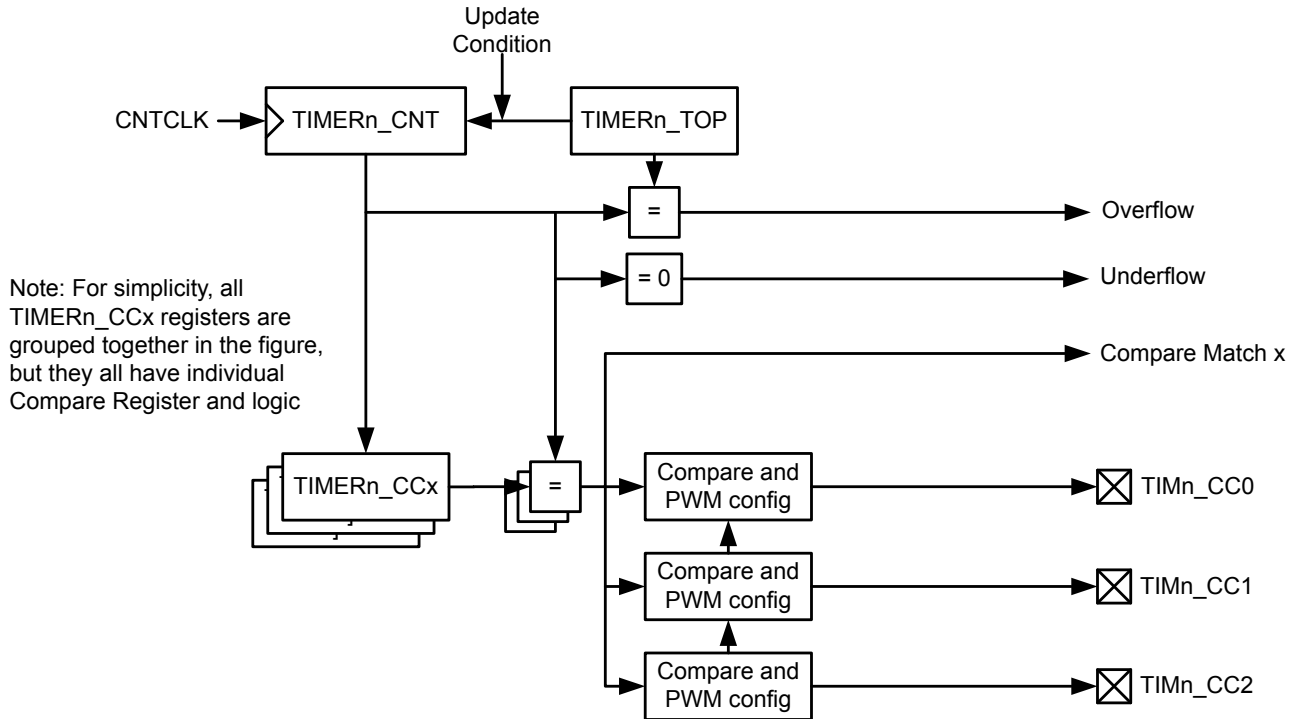 Update
Condition
CNTCLK
TIMERn_CNT
TIMERn_TOP
=
Overflow
= 0
Underflow
Note: For simplicity, all
TIMERn_CCx registers are
grouped together in the figure,
but they all have individual
Compare Register and logic
Compare Match x
TIMERn_CCx
=
Compare and
PWM config
TIMn_CC0
Compare and
PWM config
TIMn_CC1
Compare and
PWM config
TIMn_CC2